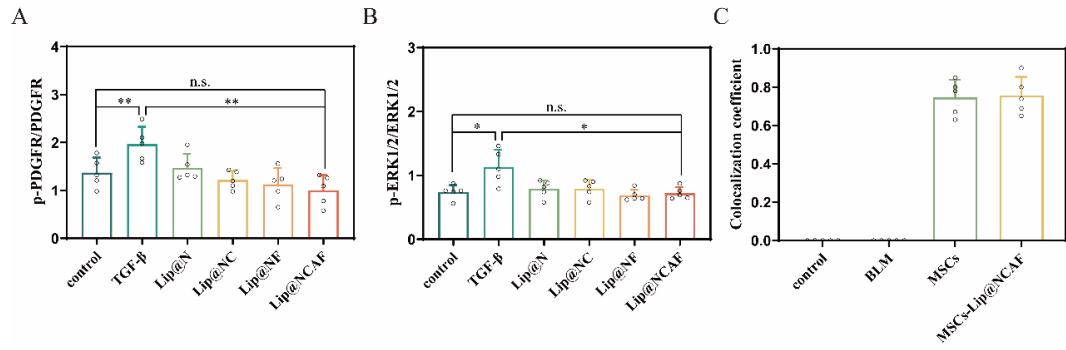 A
p-PDGFR/PDGFR
4
3
2
1
0
n.s.
**
**
control
TGF-β
Lip@N
Lip@NC
Lip@NF
Lip@NCAF
B
p-ERK1/2/ERK1/2
3
2
1
0
n.s.
*
*
control
TGF-β
Lip@N
Lip@NC
Lip@NF
Lip@NCAF
C
Colocalization coefficient
1.0
0.8
0.6
0.4
0.2
0.0
control
BLM
MSCs
MSCs-Lip@NCAF